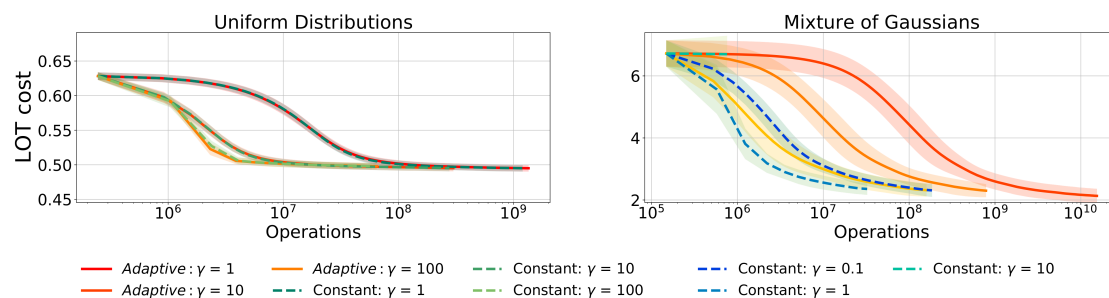 Uniform Distributions
LOT cost
0.65
0.60
0.55
0.50
0.45
10^6
10^7
10^8
10^9
Operations
Mixture of Gaussians
6
4
2
10^5
10^6
10^7
10^8
10^9
10^10
Operations
Adaptive: γ = 1
Adaptive: γ = 10
Adaptive: γ = 100
Constant: γ = 1
Constant: γ = 10
Constant: γ = 100
Constant: γ = 0.1
Constant: γ = 1
Constant: γ = 10